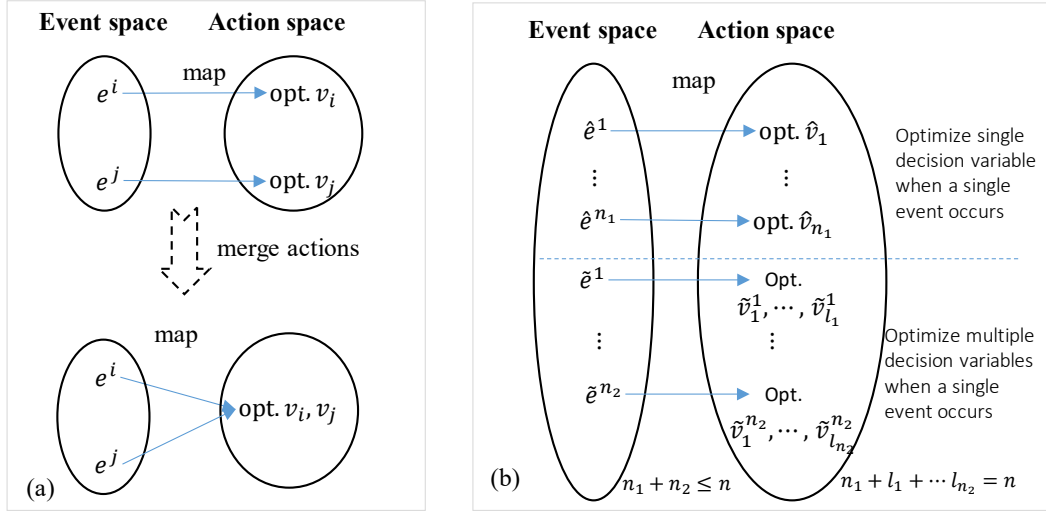 Event space Action space
map
e^i opt. v_i
e^j opt. v_j
merge actions
map
e^i
opt. v_i, v_j
e^j
(a)
Event space Action space
map
ê^1 opt. v̂_1
⋮ ⋮
ê^{n_1} opt. v̂_{n_1}
Optimize single
decision variable
when a single
event occurs
ẽ^1 Opt.
ṽ_1^1, ⋯ , ṽ_{l_1}^1
⋮ ⋮
ẽ^{n_2} Opt.
ṽ_1^{n_2}, ⋯ , ṽ_{l_{n_2}}^{n_2}
Optimize multiple
decision variables
when a single
event occurs
(b)
n_1 + n_2 ≤ n
n_1 + l_1 + ⋯ l_{n_2} = n